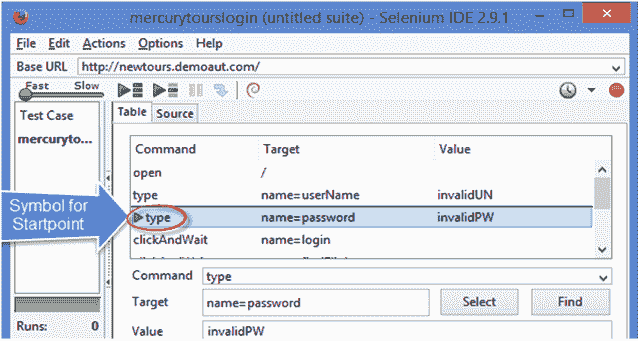 mercurytourslogin (untitled suite) - Selenium IDE 2.9.1
File Edit Actions Options Help
Base URL http://newtours.demoaut.com/
Fast Slow
Table Source
Test Case
mercuryto...
Command Target Value
open /
type name=userName invalidUN
Symbol for
Startpoint
type name=password invalidPW
clickAndWait name=login
Command type
Target name=password Select Find
Runs: 0
Value invalidPW